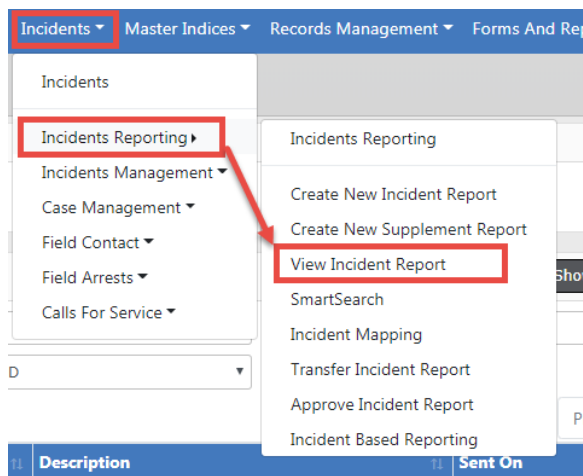 Incidents Master Indices Records Management Forms And Rep
Incidents
Incidents Reporting
Incidents Management
Case Management
Field Contact
Field Arrests
Calls For Service
Incidents Reporting
Create New Incident Report
Create New Supplement Report
View Incident Report
SmartSearch
Incident Mapping
Transfer Incident Report
Approve Incident Report
Incident Based Reporting
Sho
D
P
Description Sent On